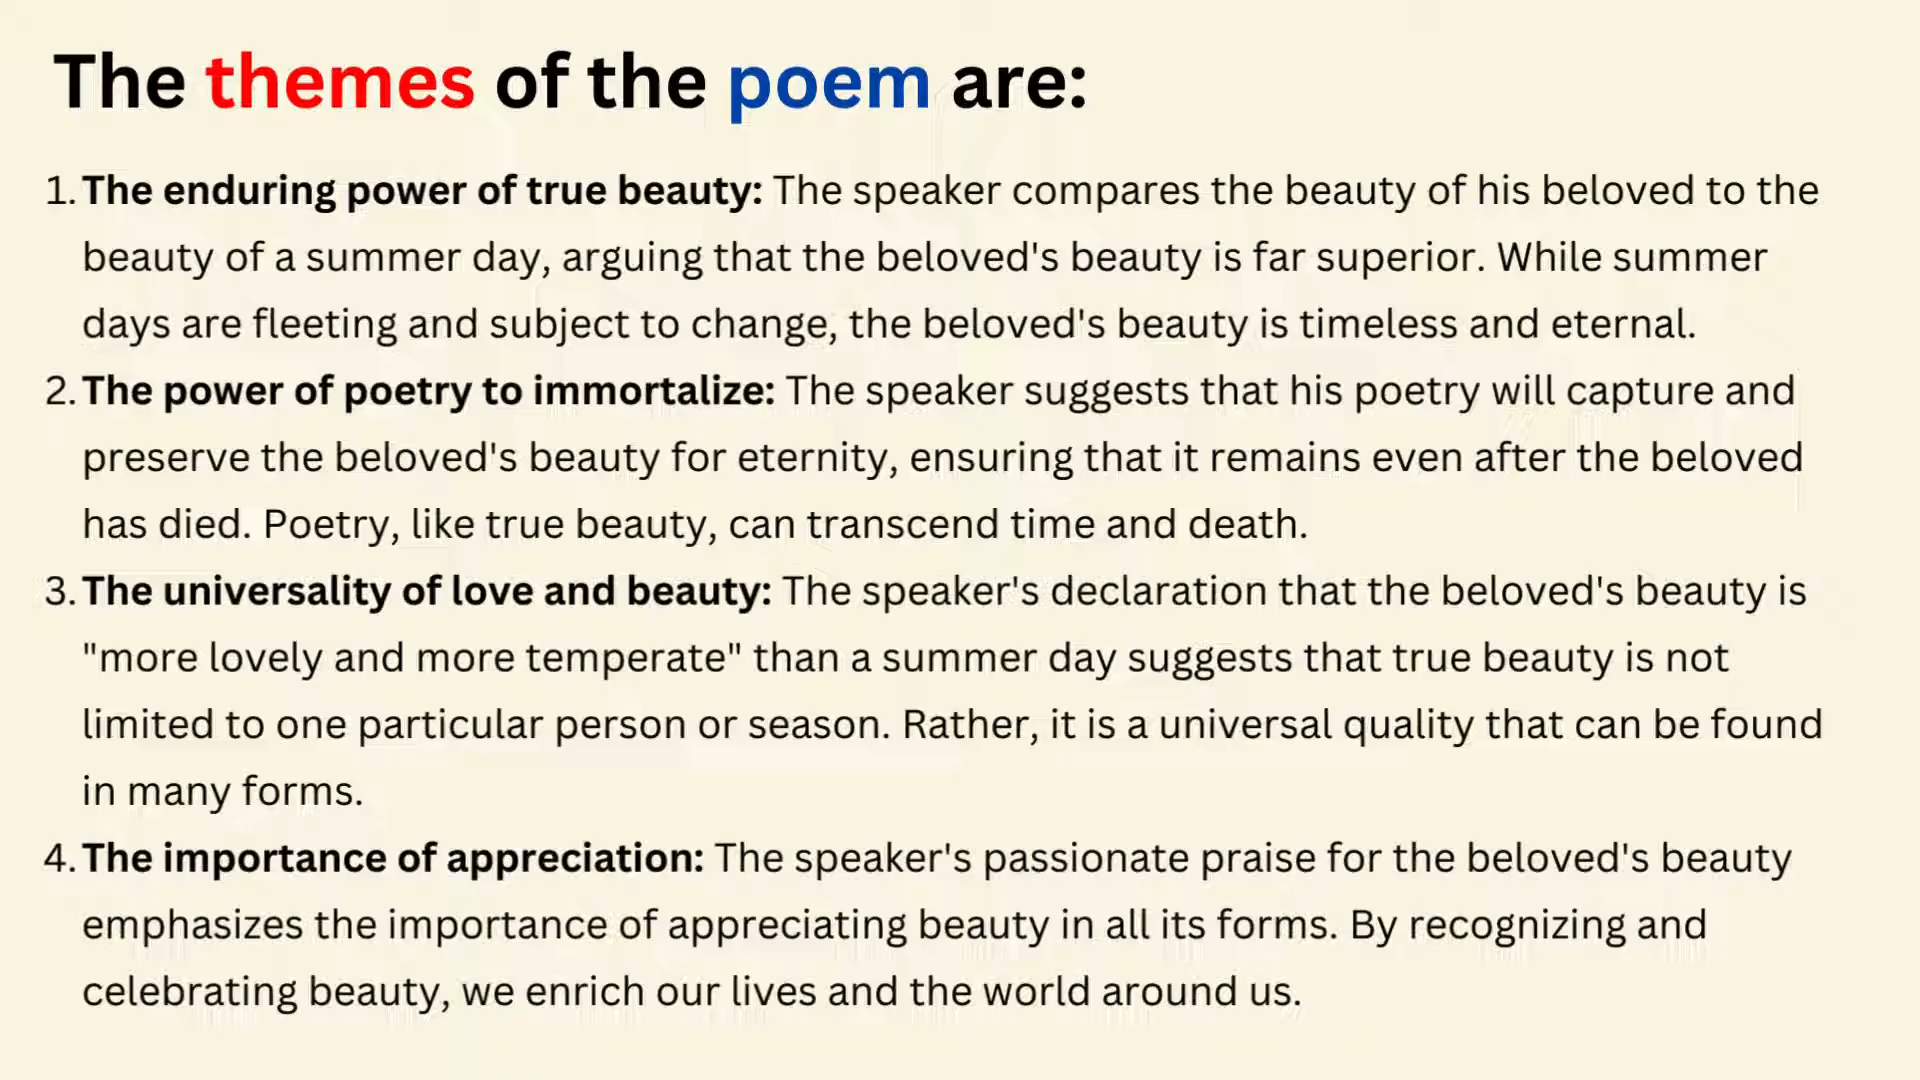 The themes of the poem are:
1. The enduring power of true beauty: The speaker compares the beauty of his beloved to the
beauty of a summer day, arguing that the beloved's beauty is far superior. While summer
days are fleeting and subject to change, the beloved's beauty is timeless and eternal.
2. The power of poetry to immortalize: The speaker suggests that his poetry will capture and
preserve the beloved's beauty for eternity, ensuring that it remains even after the beloved
has died. Poetry, like true beauty, can transcend time and death.
3. The universality of love and beauty: The speaker's declaration that the beloved's beauty is
"more lovely and more temperate" than a summer day suggests that true beauty is not
limited to one particular person or season. Rather, it is a universal quality that can be found
in many forms.
4. The importance of appreciation: The speaker's passionate praise for the beloved's beauty
emphasizes the importance of appreciating beauty in all its forms. By recognizing and
celebrating beauty, we enrich our lives and the world around us.